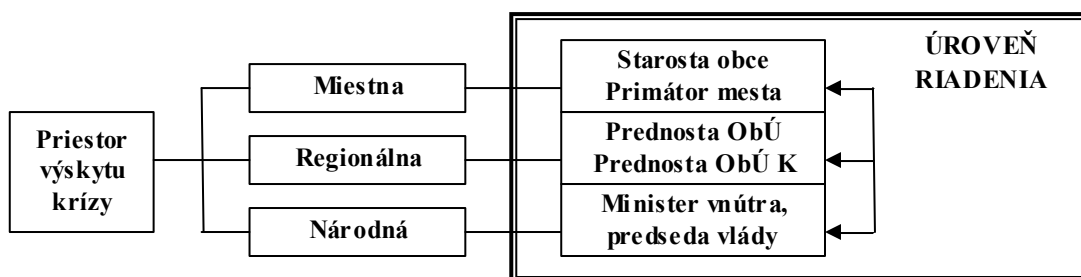 Priestor
výskytu
krízy
Miestna
Regionálna
Národná
Starosta obce
Primátor mesta
Prednosta ObÚ
Prednosta ObÚ K
Minister vnútra,
predseda vlády
ÚROVEŇ
RIADENIA